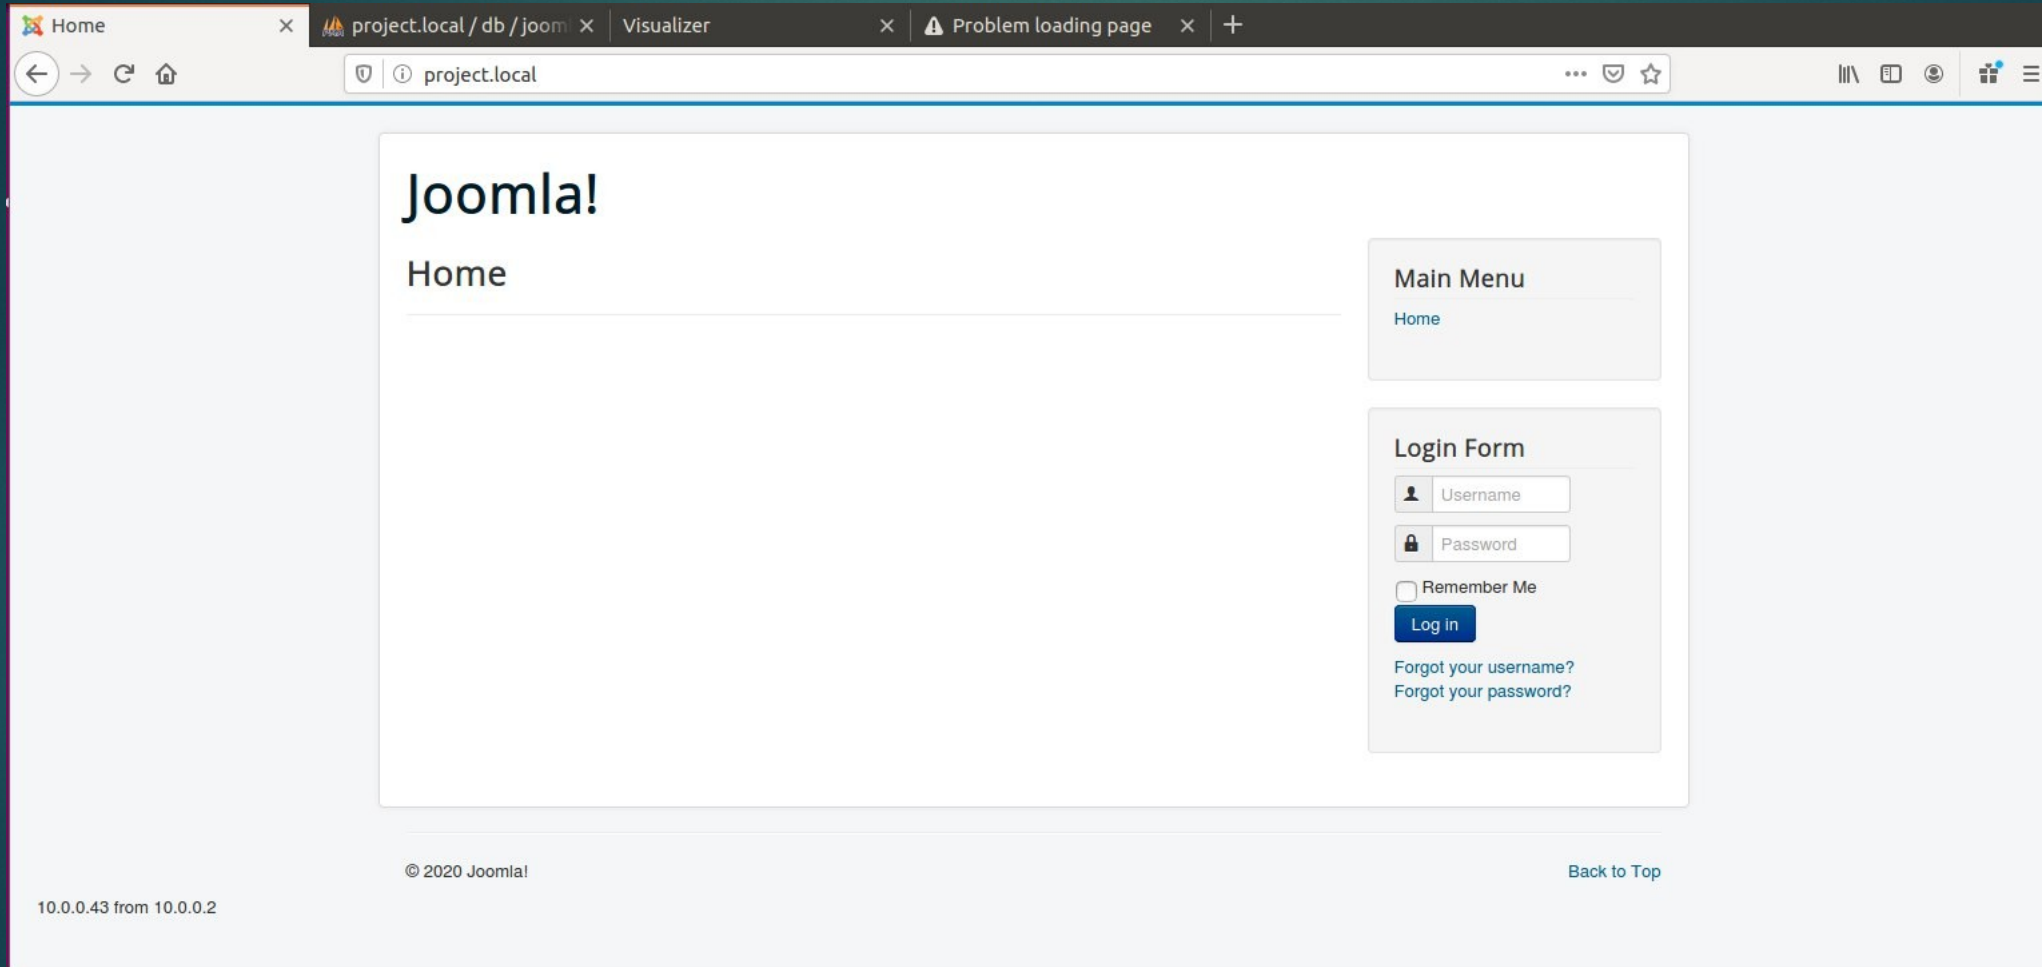 Home
project.local / db / joom
Visualizer
Problem loading page
project.local
Joomla!
Home
Main Menu
Home
Login Form
Username
Password
Remember Me
Log in
Forgot your username?
Forgot your password?
© 2020 Joomla!
Back to Top
10.0.0.43 from 10.0.0.2